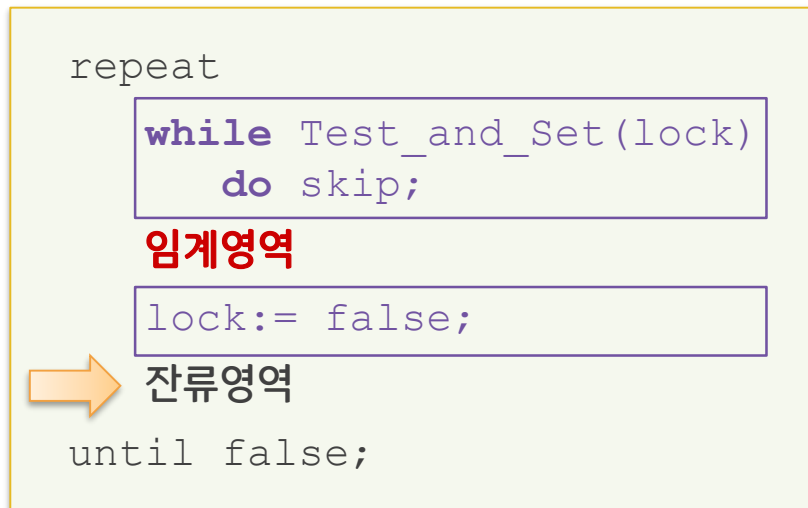 repeat
while Test_and_Set(lock)
do skip;
임계영역
lock:= false;
잔류영역
until false;